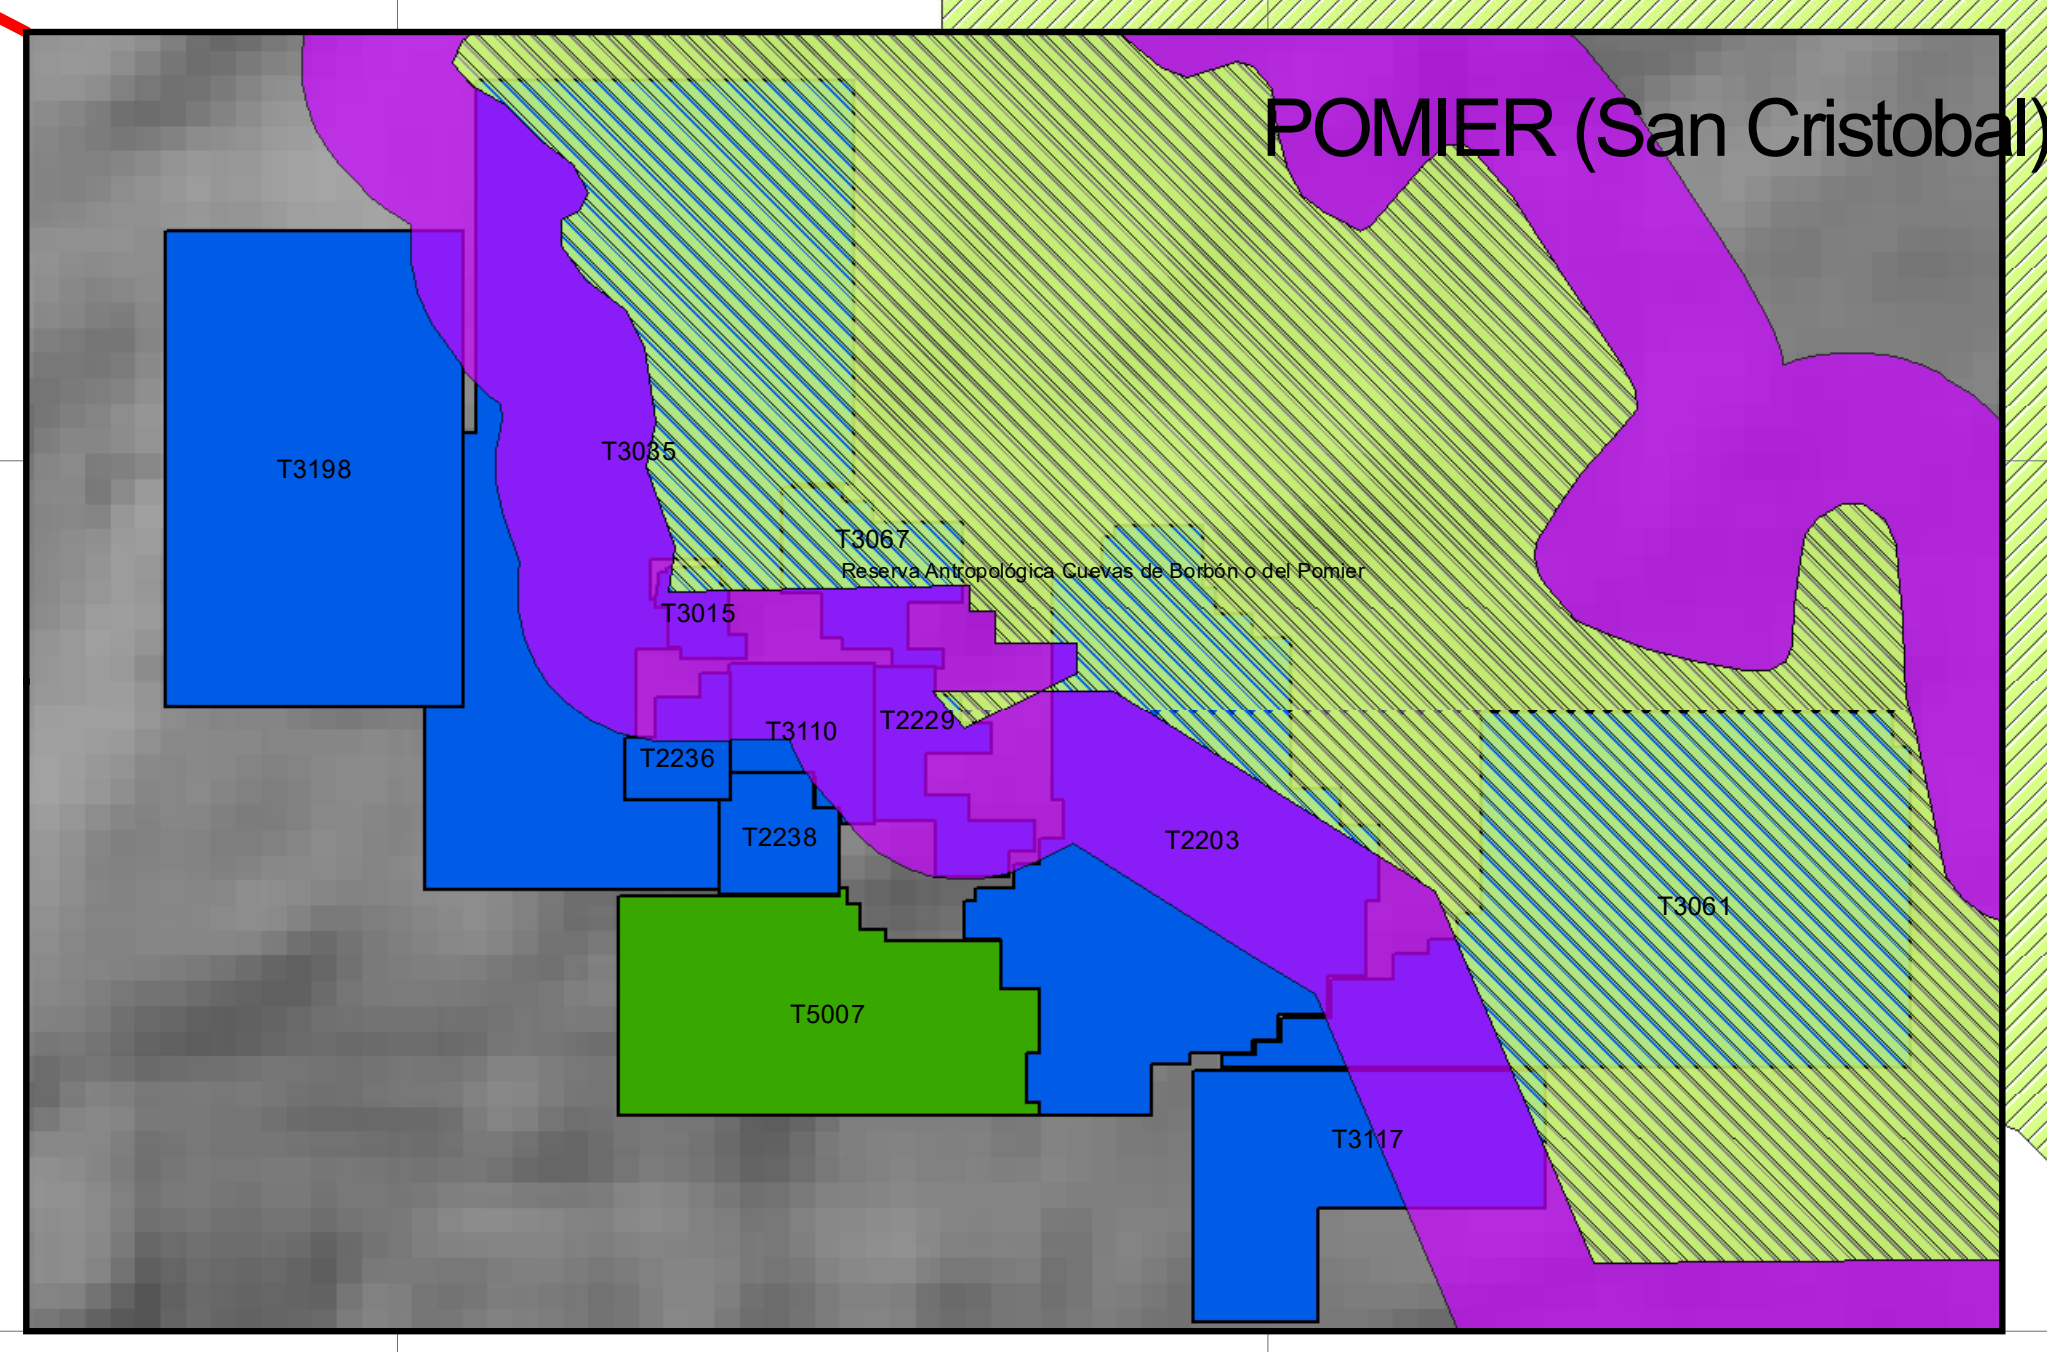 POMIER (San Cristobal)
T3035
T3198
T3067
Reserva Antropológica Cuevas de Borbón o del Pomier
T3015
T2229
T3110
T2236
T2238
T2203
T3061
T5007
T3117